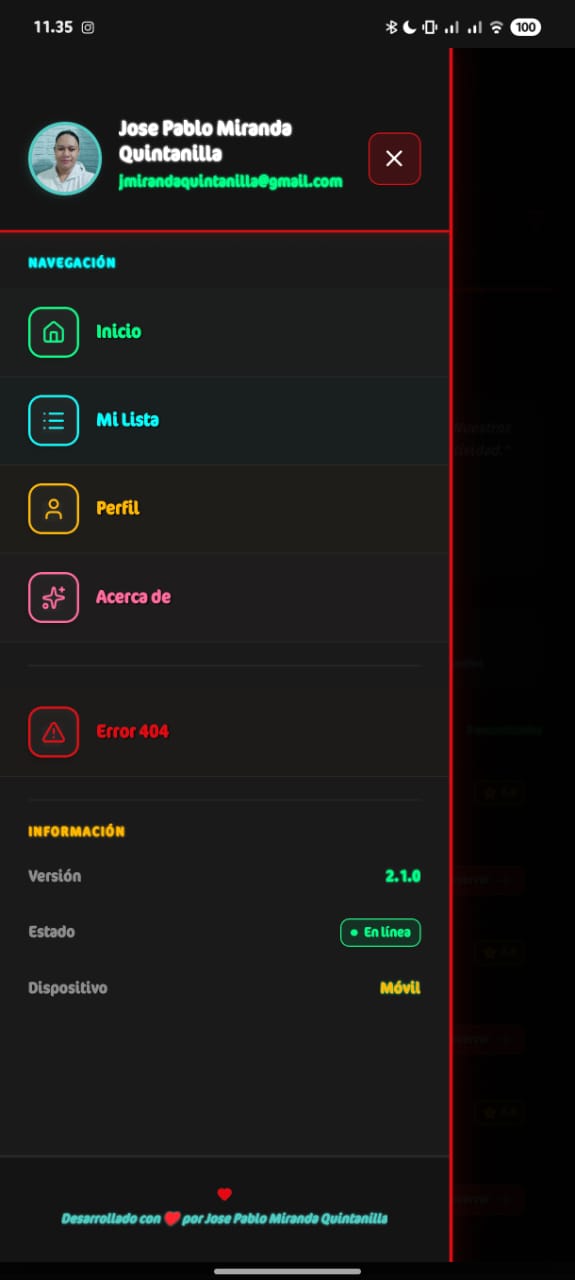 11.35
100
Jose Pablo Miranda
Quintanilla
jmirandaquintanilla@gmail.com
NAVEGACIÓN
Inicio
Mi Lista
Perfil
Acerca de
Error 404
INFORMACIÓN
Versión 2.1.0
Estado En línea
Dispositivo Móvil
Desarrollado con ❤️ por Jose Pablo Miranda Quintanilla